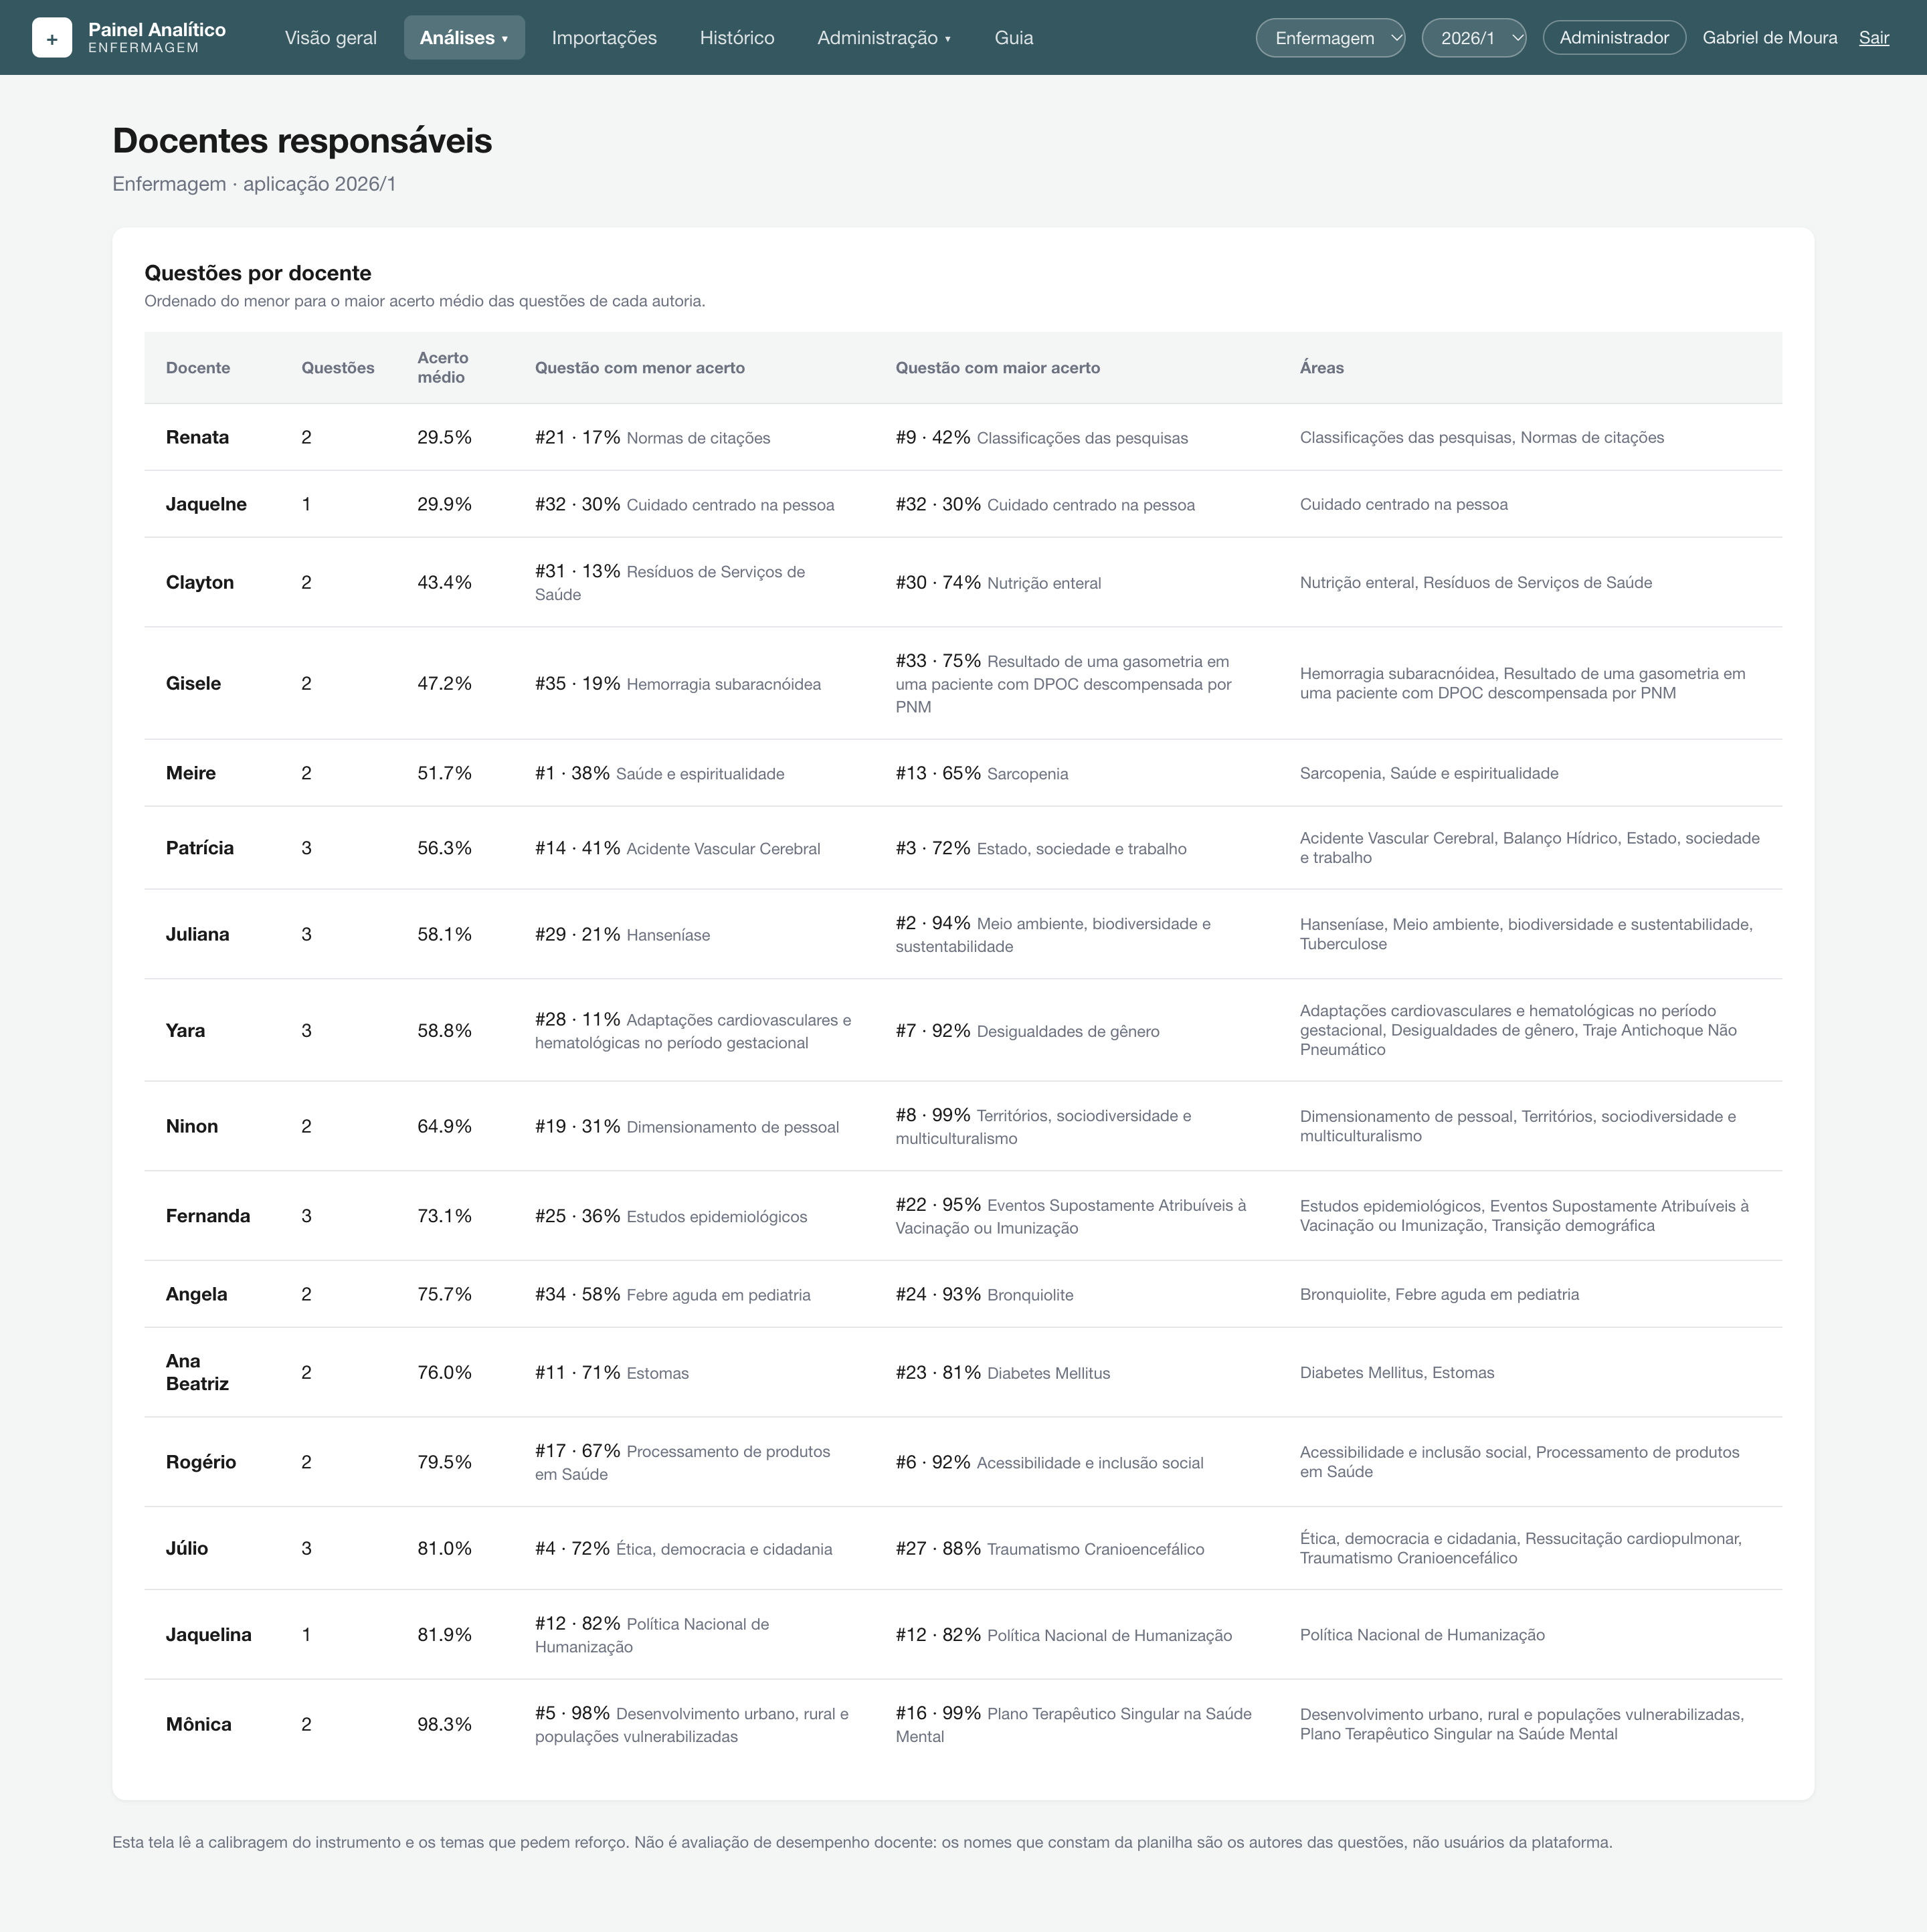 + Painel Analítico
ENFERMAGEM
Visão geral Análises ▾ Importações Histórico Administração ▾ Guia Enfermagem 2026/1 Administrador Gabriel de Moura Sair
Docentes responsáveis
Enfermagem · aplicação 2026/1
Questões por docente
Ordenado do menor para o maior acerto médio das questões de cada autoria.
Docente Questões Acerto médio Questão com menor acerto Questão com maior acerto Áreas
Renata 2 29.5% #21 · 17% Normas de citações #9 · 42% Classificações das pesquisas Classificações das pesquisas, Normas de citações
Jaquelne 1 29.9% #32 · 30% Cuidado centrado na pessoa #32 · 30% Cuidado centrado na pessoa Cuidado centrado na pessoa
Clayton 2 43.4% #31 · 13% Resíduos de Serviços de Saúde #30 · 74% Nutrição enteral Nutrição enteral, Resíduos de Serviços de Saúde
Gisele 2 47.2% #35 · 19% Hemorragia subaracnóidea #33 · 75% Resultado de uma gasometria em uma paciente com DPOC descompensada por PNM Hemorragia subaracnóidea, Resultado de uma gasometria em uma paciente com DPOC descompensada por PNM
Meire 2 51.7% #1 · 38% Saúde e espiritualidade #13 · 65% Sarcopenia Sarcopenia, Saúde e espiritualidade
Patrícia 3 56.3% #14 · 41% Acidente Vascular Cerebral #3 · 72% Estado, sociedade e trabalho Acidente Vascular Cerebral, Balanço Hídrico, Estado, sociedade e trabalho
Juliana 3 58.1% #29 · 21% Hanseníase #2 · 94% Meio ambiente, biodiversidade e sustentabilidade Hanseníase, Meio ambiente, biodiversidade e sustentabilidade, Tuberculose
Yara 3 58.8% #28 · 11% Adaptações cardiovasculares e hematológicas no período gestacional #7 · 92% Desigualdades de gênero Adaptações cardiovasculares e hematológicas no período gestacional, Desigualdades de gênero, Traje Antichoque Não Pneumático
Ninon 2 64.9% #19 · 31% Dimensionamento de pessoal #8 · 99% Territórios, sociodiversidade e multiculturalismo Dimensionamento de pessoal, Territórios, sociodiversidade e multiculturalismo
Fernanda 3 73.1% #25 · 36% Estudos epidemiológicos #22 · 95% Eventos Supostamente Atribuíveis à Vacinação ou Imunização Estudos epidemiológicos, Eventos Supostamente Atribuíveis à Vacinação ou Imunização, Transição demográfica
Angela 2 75.7% #34 · 58% Febre aguda em pediatria #24 · 93% Bronquiolite Bronquiolite, Febre aguda em pediatria
Ana Beatriz 2 76.0% #11 · 71% Estomas #23 · 81% Diabetes Mellitus Diabetes Mellitus, Estomas
Rogério 2 79.5% #17 · 67% Processamento de produtos em Saúde #6 · 92% Acessibilidade e inclusão social Acessibilidade e inclusão social, Processamento de produtos em Saúde
Júlio 3 81.0% #4 · 72% Ética, democracia e cidadania #27 · 88% Traumatismo Cranioencefálico Ética, democracia e cidadania, Ressucitação cardiopulmonar, Traumatismo Cranioencefálico
Jaquelina 1 81.9% #12 · 82% Política Nacional de Humanização #12 · 82% Política Nacional de Humanização Política Nacional de Humanização
Mônica 2 98.3% #5 · 98% Desenvolvimento urbano, rural e populações vulnerabilizadas #16 · 99% Plano Terapêutico Singular na Saúde Mental Desenvolvimento urbano, rural e populações vulnerabilizadas, Plano Terapêutico Singular na Saúde Mental
Esta tela lê a calibragem do instrumento e os temas que pedem reforço. Não é avaliação de desempenho docente: os nomes que constam da planilha são os autores das questões, não usuários da plataforma.